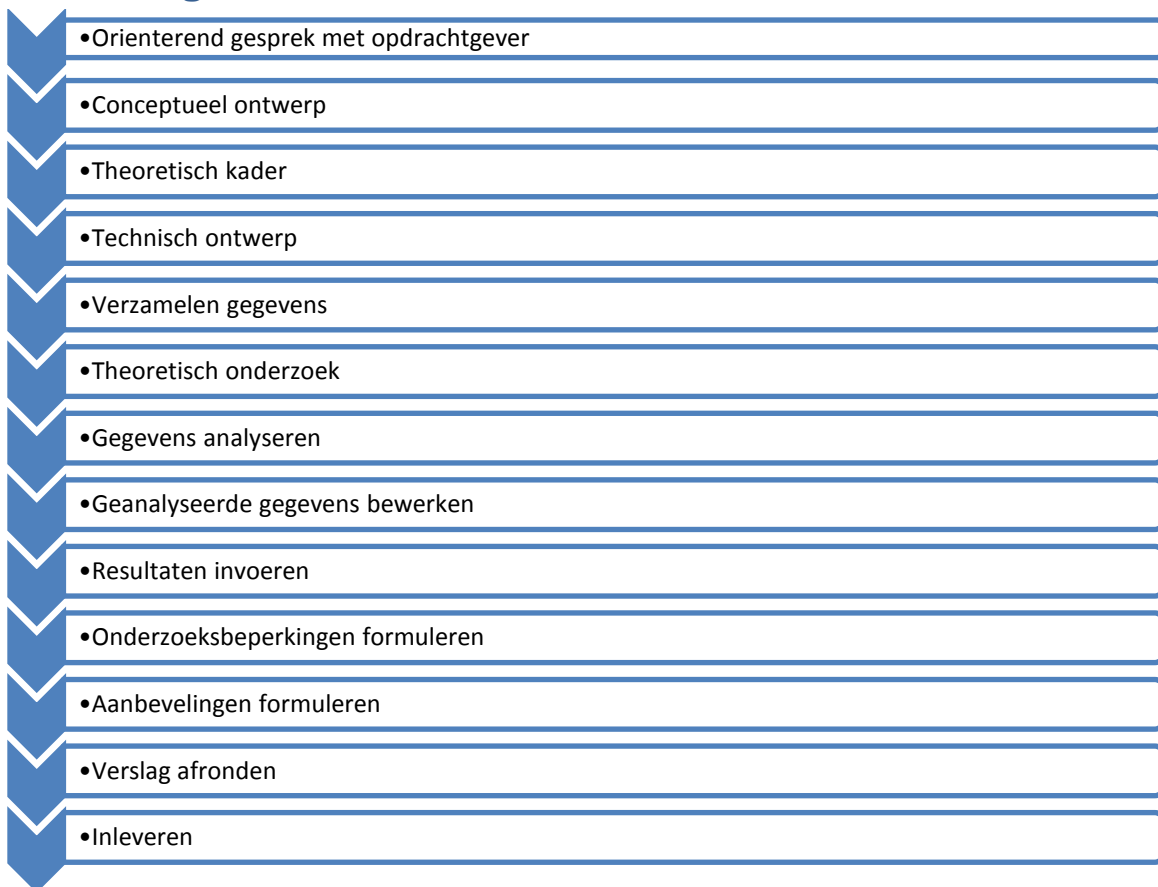 •Orienterend gesprek met opdrachtgever
•Conceptueel ontwerp
•Theoretisch kader
•Technisch ontwerp
•Verzamelen gegevens
•Theoretisch onderzoek
•Gegevens analyseren
•Geanalyseerde gegevens bewerken
•Resultaten invoeren
•Onderzoeksbeperkingen formuleren
•Aanbevelingen formuleren
•Verslag afronden
•Inleveren